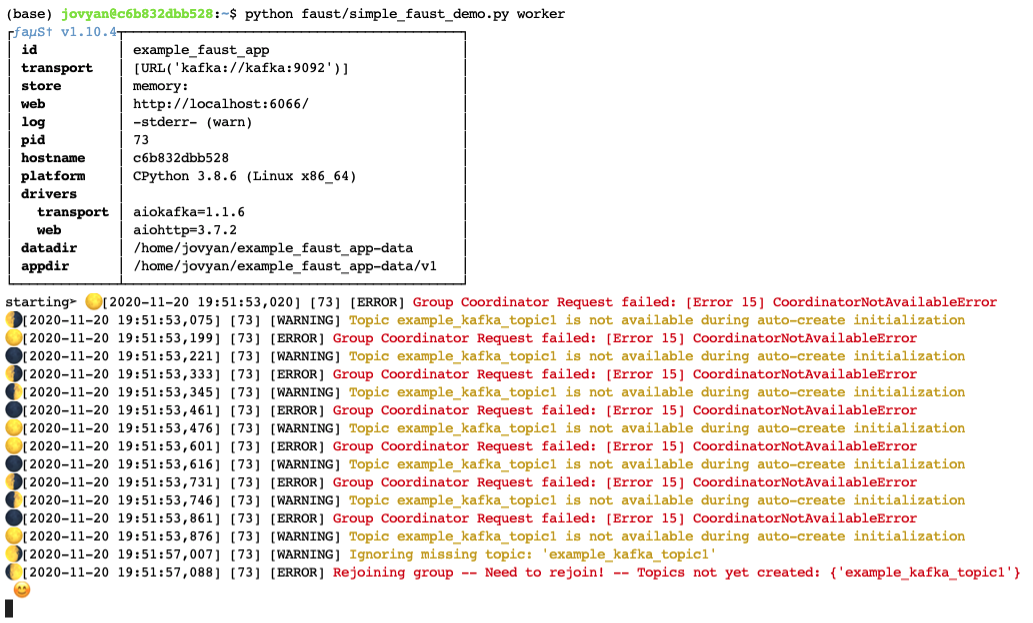 (base) jovyan@c6b832dbb528:~$ python faust/simple_faust_demo.py worker
ƒaµS† v1.10.4
id example_faust_app
transport [URL('kafka://kafka:9092')]
store memory:
web http://localhost:6066/
log -stderr- (warn)
pid 73
hostname c6b832dbb528
platform CPython 3.8.6 (Linux x86_64)
drivers
transport aiokafka=1.1.6
web aiohttp=3.7.2
datadir /home/jovyan/example_faust_app-data
appdir /home/jovyan/example_faust_app-data/v1
starting➢ 🌕[2020-11-20 19:51:53,020] [73] [ERROR] Group Coordinator Request failed: [Error 15] CoordinatorNotAvailableError
[2020-11-20 19:51:53,075] [73] [WARNING] Topic example_kafka_topic1 is not available during auto-create initialization
[2020-11-20 19:51:53,199] [73] [ERROR] Group Coordinator Request failed: [Error 15] CoordinatorNotAvailableError
[2020-11-20 19:51:53,221] [73] [WARNING] Topic example_kafka_topic1 is not available during auto-create initialization
[2020-11-20 19:51:53,333] [73] [ERROR] Group Coordinator Request failed: [Error 15] CoordinatorNotAvailableError
[2020-11-20 19:51:53,345] [73] [WARNING] Topic example_kafka_topic1 is not available during auto-create initialization
[2020-11-20 19:51:53,461] [73] [ERROR] Group Coordinator Request failed: [Error 15] CoordinatorNotAvailableError
[2020-11-20 19:51:53,476] [73] [WARNING] Topic example_kafka_topic1 is not available during auto-create initialization
[2020-11-20 19:51:53,601] [73] [ERROR] Group Coordinator Request failed: [Error 15] CoordinatorNotAvailableError
[2020-11-20 19:51:53,616] [73] [WARNING] Topic example_kafka_topic1 is not available during auto-create initialization
[2020-11-20 19:51:53,731] [73] [ERROR] Group Coordinator Request failed: [Error 15] CoordinatorNotAvailableError
[2020-11-20 19:51:53,746] [73] [WARNING] Topic example_kafka_topic1 is not available during auto-create initialization
[2020-11-20 19:51:53,861] [73] [ERROR] Group Coordinator Request failed: [Error 15] CoordinatorNotAvailableError
[2020-11-20 19:51:53,876] [73] [WARNING] Topic example_kafka_topic1 is not available during auto-create initialization
[2020-11-20 19:51:57,007] [73] [WARNING] Ignoring missing topic: 'example_kafka_topic1'
[2020-11-20 19:51:57,088] [73] [ERROR] Rejoining group -- Need to rejoin! -- Topics not yet created: {'example_kafka_topic1'}